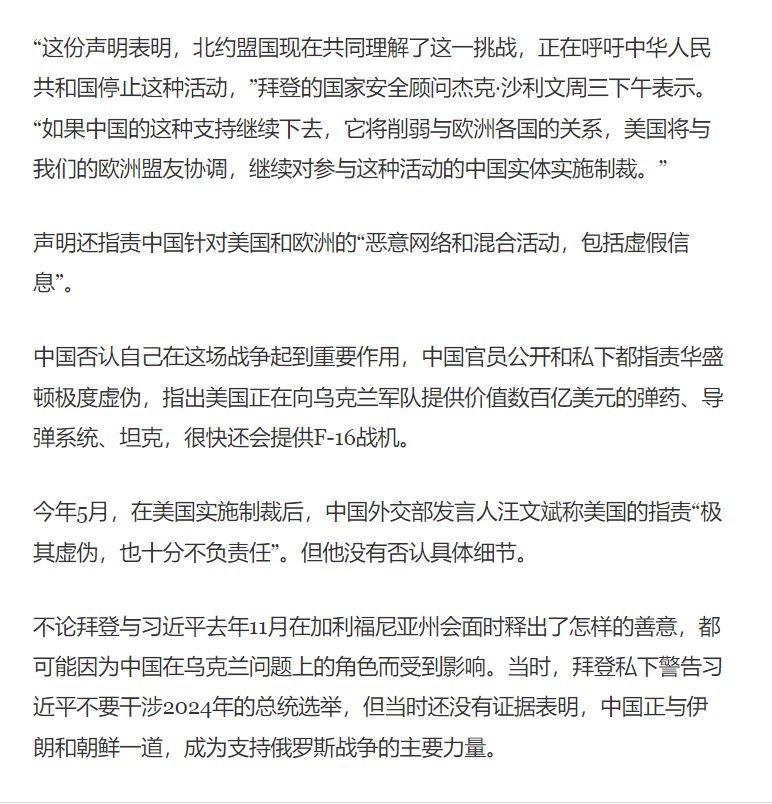 “这份声明表明，北约盟国现在共同理解了这一挑战，正在呼吁中华人民
共和国停止这种活动，”拜登的国家安全顾问杰克·沙利文周三下午表示。
“如果中国的这种支持继续下去，它将削弱与欧洲各国的关系，美国将与
我们的欧洲盟友协调，继续对参与这种活动的中国实体实施制裁。”
声明还指责中国针对美国和欧洲的“恶意网络和混合活动，包括虚假信
息”。
中国否认自己在这场战争起到重要作用，中国官员公开和私下都指责华盛
顿极度虚伪，指出美国正在向乌克兰军队提供价值数百亿美元的弹药、导
弹系统、坦克，很快还会提供F-16战机。
今年5月，在美国实施制裁后，中国外交部发言人汪文斌称美国的指责“极
其虚伪，也十分不负责任”。但他没有否认具体细节。
不论拜登与习近平去年11月在加利福尼亚州会面时释出了怎样的善意，都
可能因为中国在乌克兰问题上的角色而受到影响。当时，拜登私下警告习
近平不要干涉2024年的总统选举，但当时还没有证据表明，中国正与伊
朗和朝鲜一道，成为支持俄罗斯战争的主要力量。